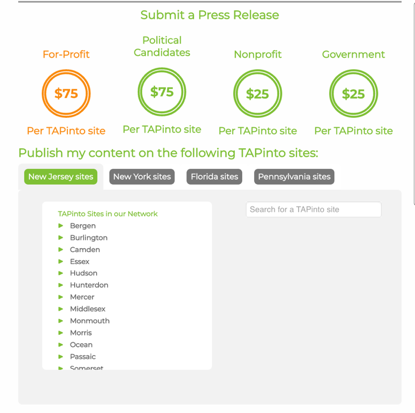 Submit a Press Release
For-Profit
Political
Candidates
Nonprofit
Government
$75
$75
$25
$25
Per TAPinto site
Per TAPinto site
Per TAPinto site
Per TAPinto site
Publish my content on the following TAPinto sites:
New Jersey sites
New York sites
Florida sites
Pennsylvania sites
TAPinto Sites in our Network
Search for a TAPinto site
Bergen
Burlington
Camden
Essex
Hudson
Hunterdon
Mercer
Middlesex
Monmouth
Morris
Ocean
Passaic
Somerset